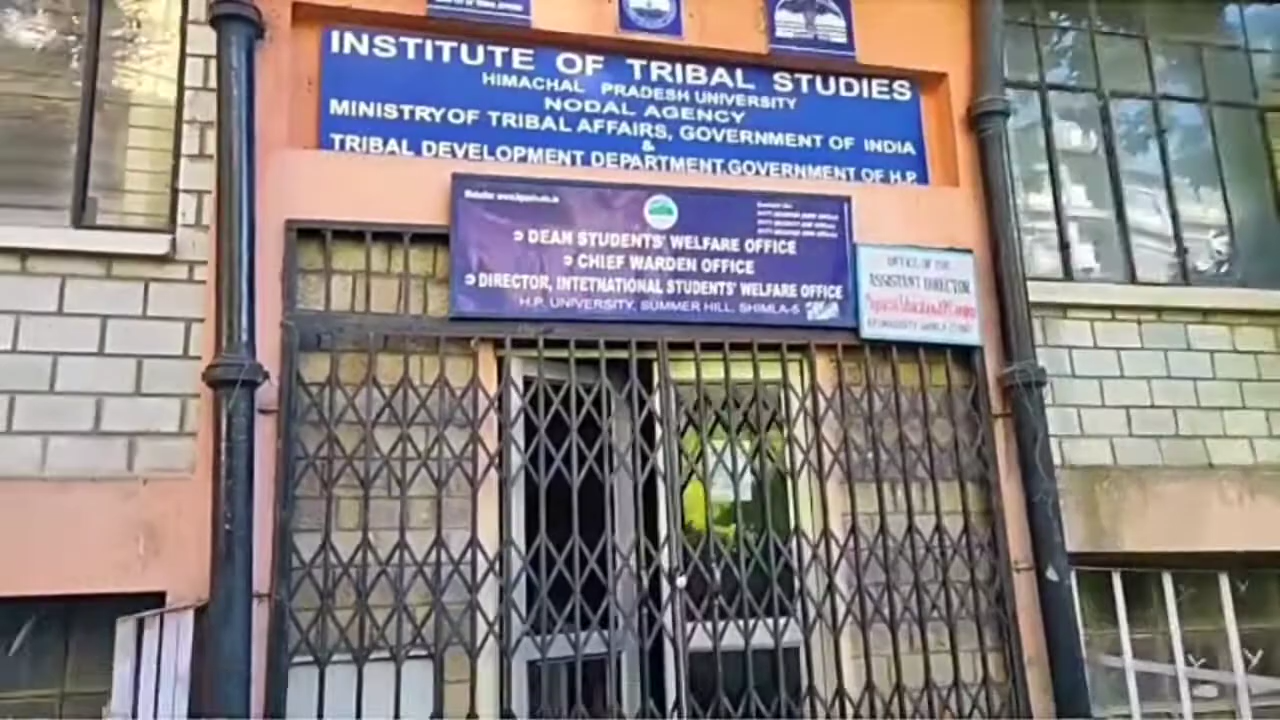 INSTITUTE OF TRIBAL STUDIES
HIMACHAL PRADESH UNIVERSITY
NODAL AGENCY
MINISTRY OF TRIBAL AFFAIRS, GOVERNMENT OF INDIA
&
TRIBAL DEVELOPMENT DEPARTMENT, GOVERNMENT OF H.P.
DEAN STUDENTS' WELFARE OFFICE
CHIEF WARDEN OFFICE
DIRECTOR, INTETNATIONAL STUDENTS' WELFARE OFFICE
H.P. UNIVERSITY, SUMMER HILL, SHIMLA-5
OFFICE OF THE
ASSISTANT DIRECTOR